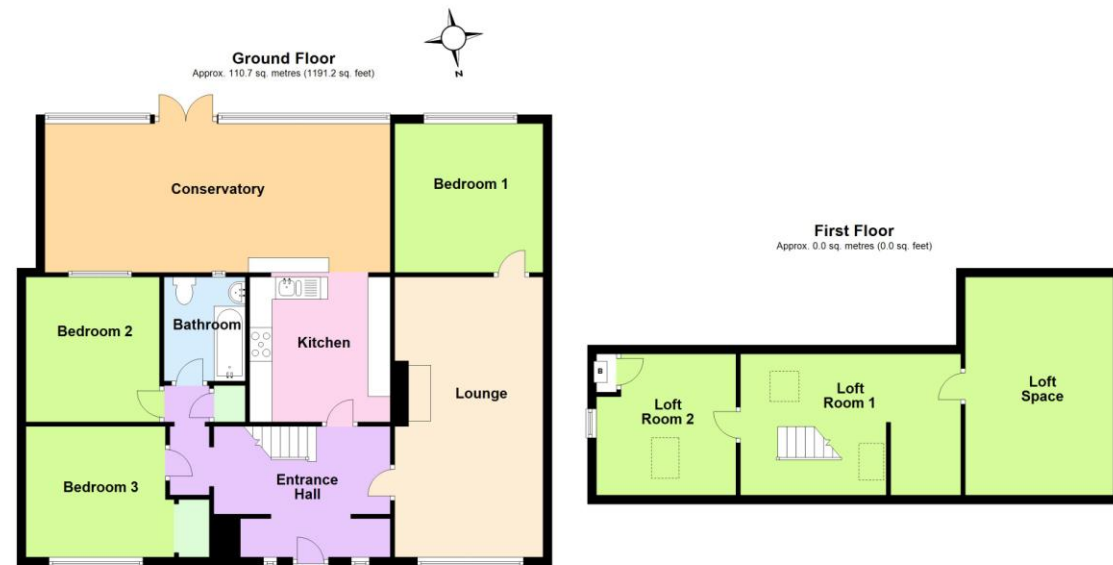 Ground Floor
Approx. 110.7 sq. metres (1191.2 sq. feet)
N
Conservatory
Bedroom 1
Bedroom 2
Bathroom
Kitchen
Lounge
Bedroom 3
Entrance
Hall
First Floor
Approx. 0.0 sq. metres (0.0 sq. feet)
Loft
Room 2
Loft
Room 1
Loft
Space